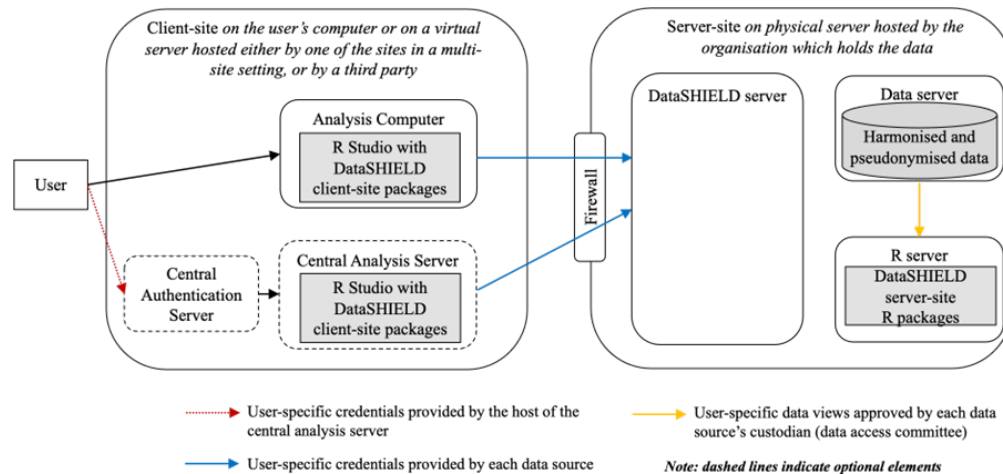 Client-site on the user's computer or on a virtual
server hosted either by one of the sites in a multi-
site setting, or by a third party
Server-site on physical server hosted by the
organisation which holds the data
User
Analysis Computer
R Studio with
DataSHIELD
client-site packages
Central
Authentication
Server
Central Analysis Server
R Studio with
DataSHIELD
client-site packages
Firewall
DataSHIELD server
Data server
Harmonised and
pseudonymised data
R server
DataSHIELD
server-site
R packages
User-specific credentials provided by the host of the
central analysis server
User-specific credentials provided by each data source
User-specific data views approved by each data
source's custodian (data access committee)
Note: dashed lines indicate optional elements